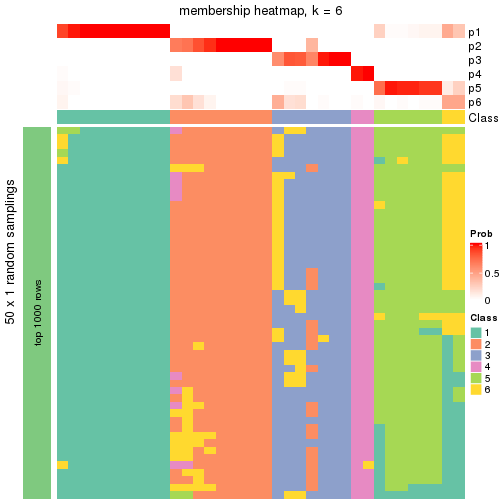 membership heatmap, k = 6
p1
p2
p3
p4
p5
p6
Class
50 x 1 random samplings
top 1000 rows
Prob
1
0.5
0
Class
1
2
3
4
5
6